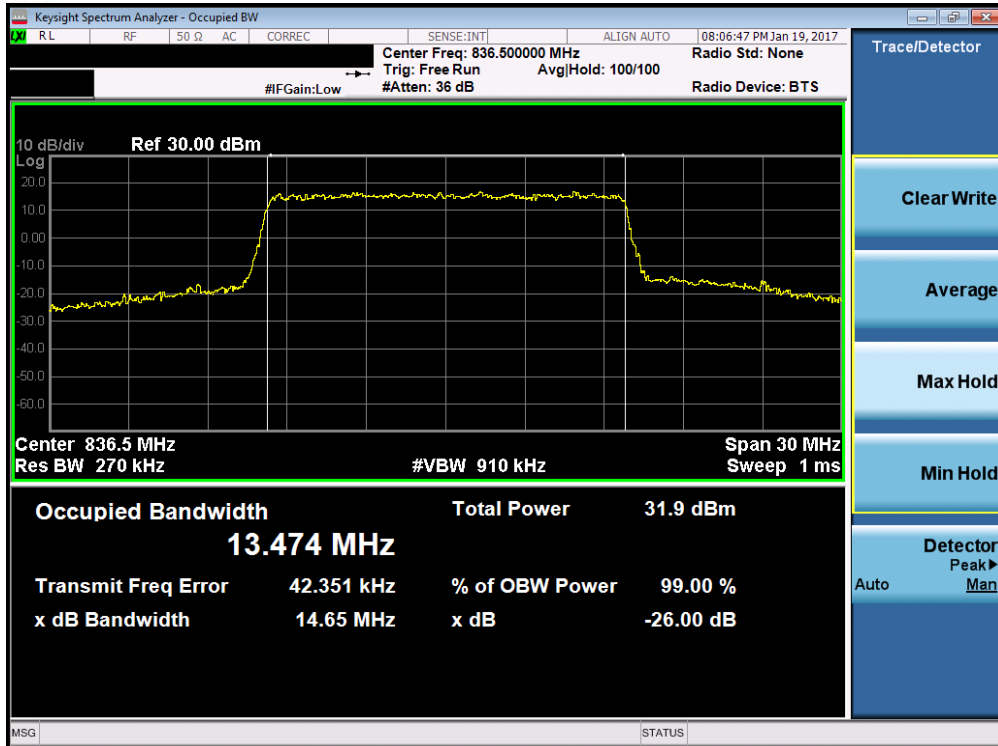 Keysight Spectrum Analyzer - Occupied BW
LXI RL RF 50 Ω AC CORREC SENSE:INT ALIGN AUTO 08:06:47 PM Jan 19, 2017
Center Freq: 836.500000 MHz Radio Std: None
Trig: Free Run Avg|Hold: 100/100
#IFGain:Low #Atten: 36 dB Radio Device: BTS
10 dB/div Ref 30.00 dBm
Log
20.0
10.0
0.00
-10.0
-20.0
-30.0
-40.0
-50.0
-60.0
Center 836.5 MHz Span 30 MHz
Res BW 270 kHz #VBW 910 kHz Sweep 1 ms
Occupied Bandwidth Total Power 31.9 dBm
13.474 MHz
Transmit Freq Error 42.351 kHz % of OBW Power 99.00 %
x dB Bandwidth 14.65 MHz x dB -26.00 dB
Trace/Detector
Clear Write
Average
Max Hold
Min Hold
Detector
Peak▶
Auto Man
MSG STATUS